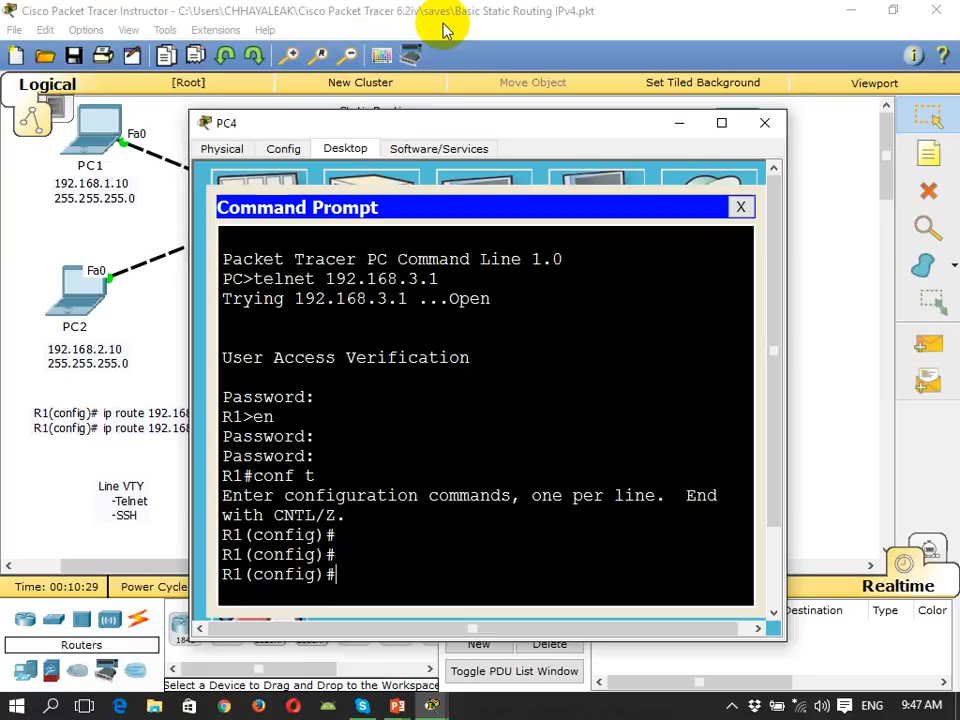 Cisco Packet Tracer Instructor - C:\Users\CHHAYALEAK\Cisco Packet Tracer 6.2iv\saves\Basic Static Routing IPv4.pkt
File Edit Options View Tools Extensions Help
Logical [Root] New Cluster Move Object Set Tiled Background Viewport
Fa0
PC1
192.168.1.10
255.255.255.0
Fa0
PC2
192.168.2.10
255.255.255.0
R1(config)# ip route 192.168
R1(config)# ip route 192.168
Line VTY
-Telnet
-SSH
PC4
Physical Config Desktop Software/Services
Command Prompt X
Packet Tracer PC Command Line 1.0
PC>telnet 192.168.3.1
Trying 192.168.3.1 ...Open
User Access Verification
Password:
R1>en
Password:
Password:
R1#conf t
Enter configuration commands, one per line. End
with CNTL/Z.
R1(config)#
R1(config)#
R1(config)#
Time: 00:10:29 Power Cycle Realtime
Routers
New Delete
Toggle PDU List Window
Destination Type Color
Select a Device to Drag and Drop to the Workspace
ENG 9:47 AM